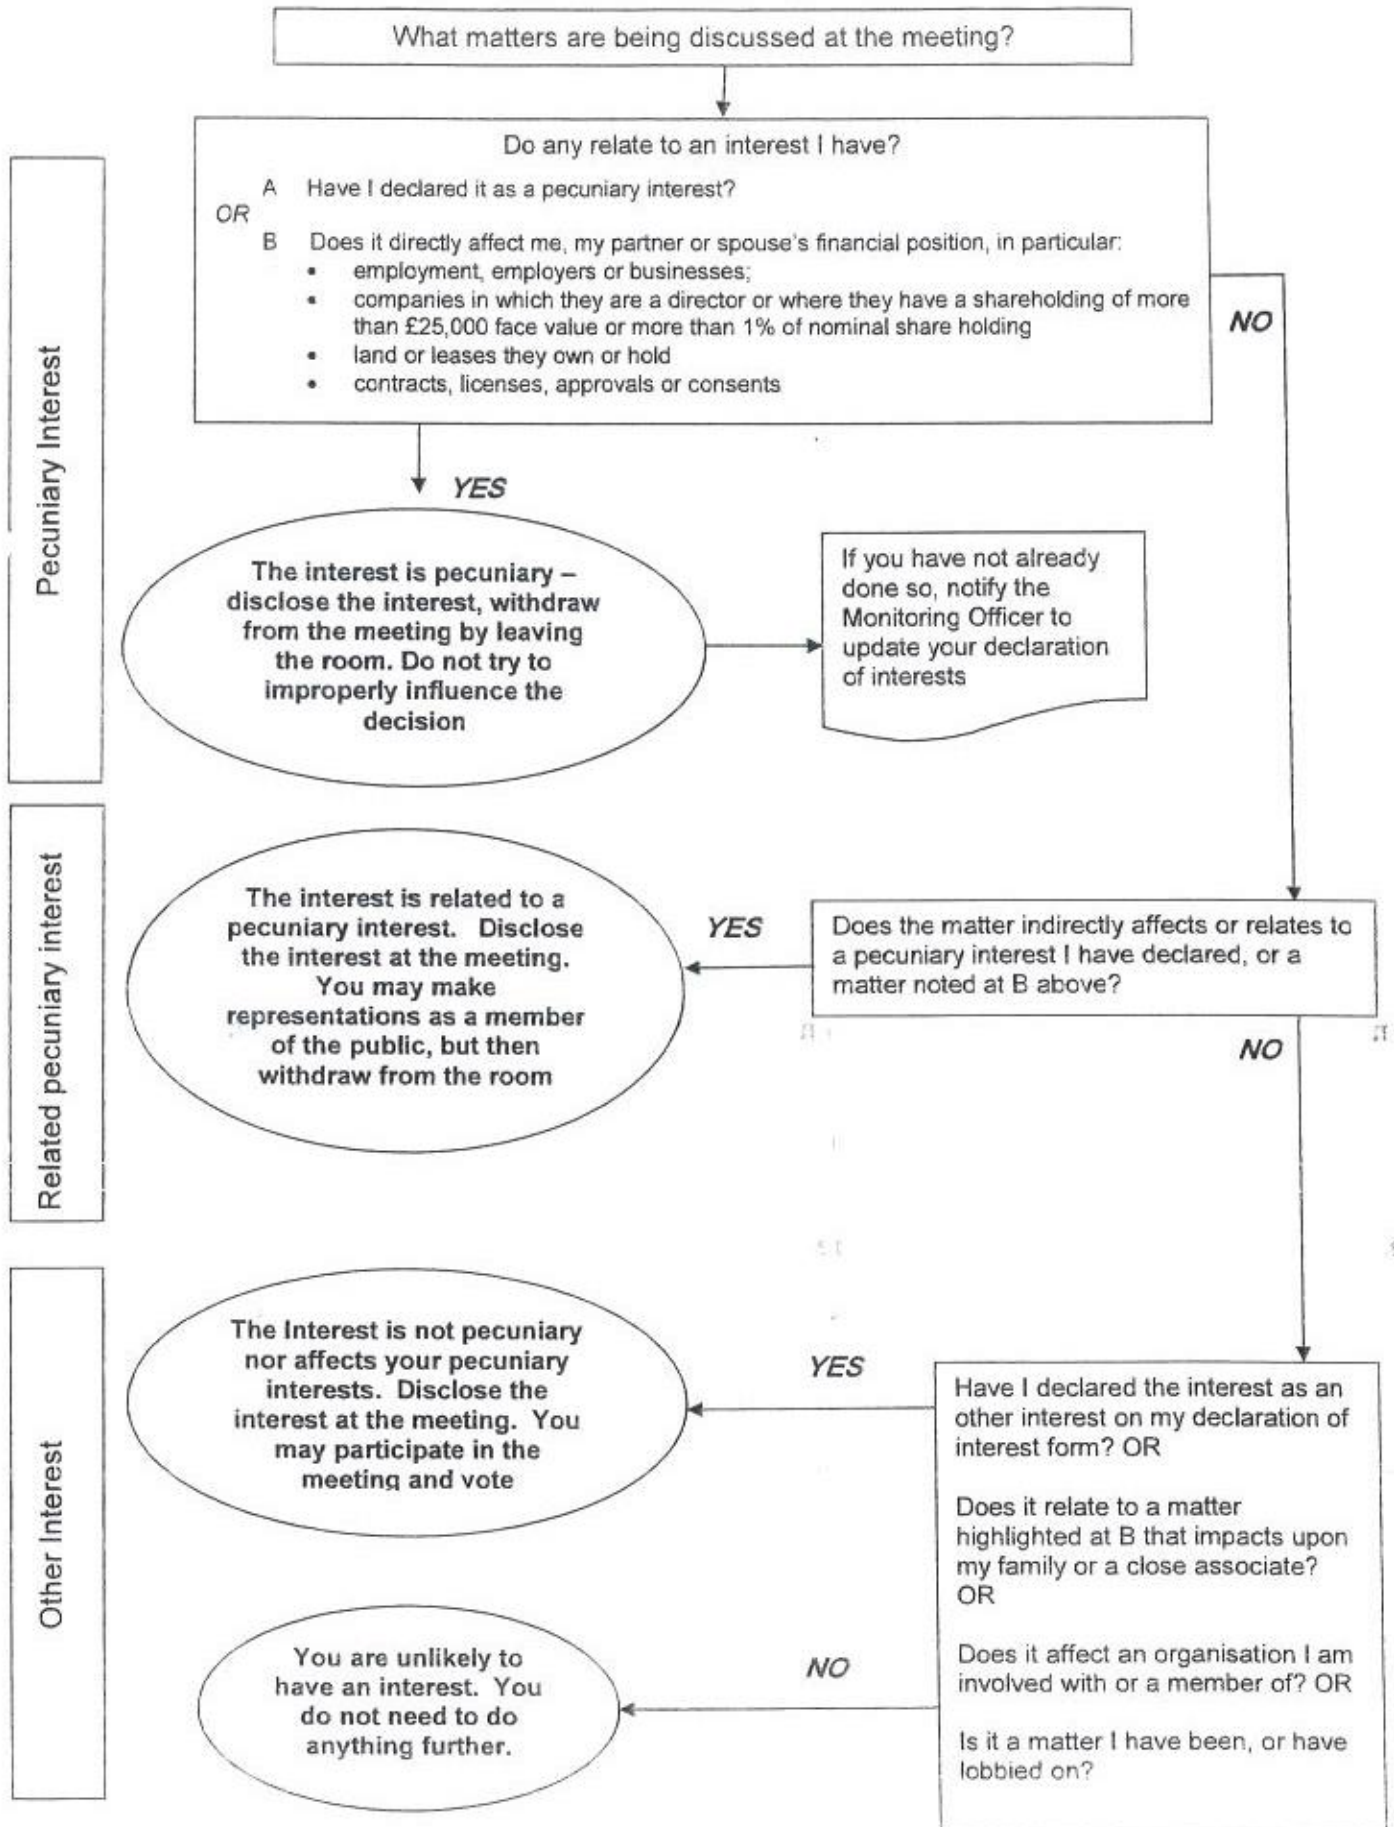 What matters are being discussed at the meeting?
Pecuniary Interest
Do any relate to an interest I have?
A Have I declared it as a pecuniary interest?
OR
B Does it directly affect me, my partner or spouse's financial position, in particular:
• employment, employers or businesses;
• companies in which they are a director or where they have a shareholding of more
than £25,000 face value or more than 1% of nominal share holding
• land or leases they own or hold
• contracts, licenses, approvals or consents
NO
YES
The interest is pecuniary –
disclose the interest, withdraw
from the meeting by leaving
the room. Do not try to
improperly influence the
decision
If you have not already
done so, notify the
Monitoring Officer to
update your declaration
of interests
Related pecuniary interest
The interest is related to a
pecuniary interest. Disclose
the interest at the meeting.
You may make
representations as a member
of the public, but then
withdraw from the room
YES
Does the matter indirectly affects or relates to
a pecuniary interest I have declared, or a
matter noted at B above?
NO
Other Interest
The Interest is not pecuniary
nor affects your pecuniary
interests. Disclose the
interest at the meeting. You
may participate in the
meeting and vote
YES
Have I declared the interest as an
other interest on my declaration of
interest form? OR
Does it relate to a matter
highlighted at B that impacts upon
my family or a close associate?
OR
Does it affect an organisation I am
involved with or a member of? OR
Is it a matter I have been, or have
lobbied on?
NO
You are unlikely to
have an interest. You
do not need to do
anything further.